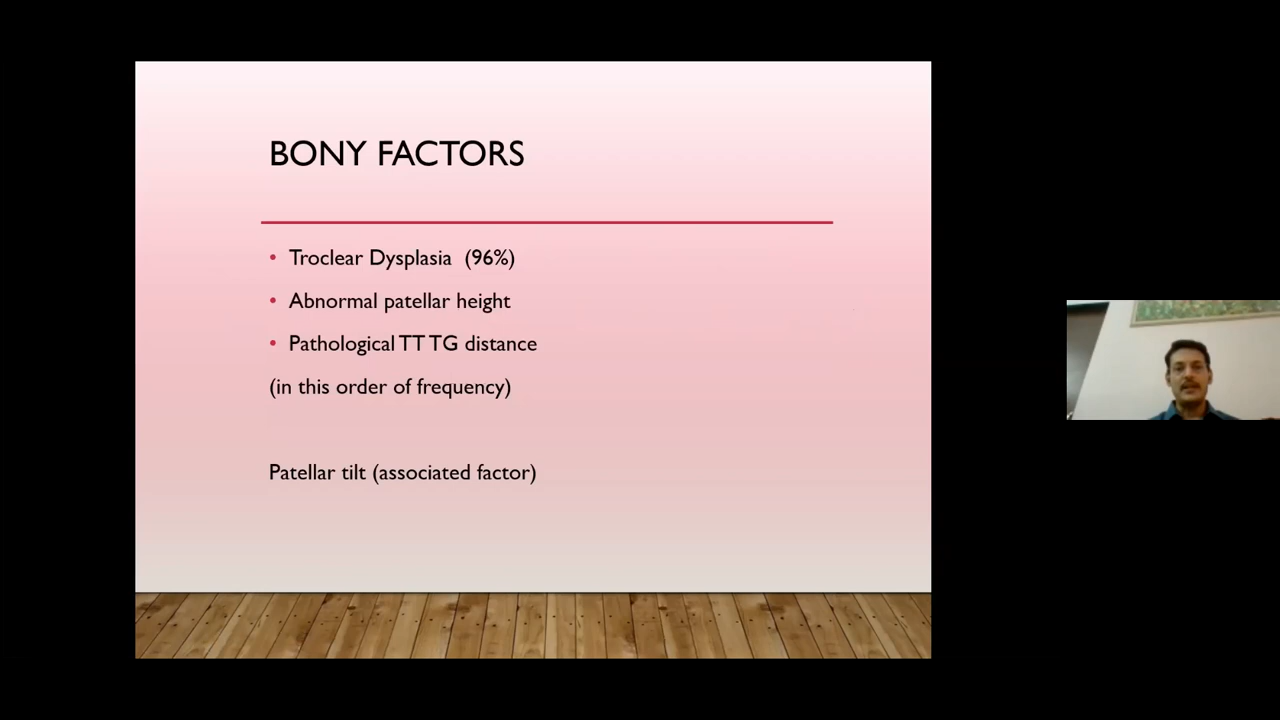 BONY FACTORS
• Troclear Dysplasia (96%)
• Abnormal patellar height
• Pathological TT TG distance
(in this order of frequency)
Patellar tilt (associated factor)